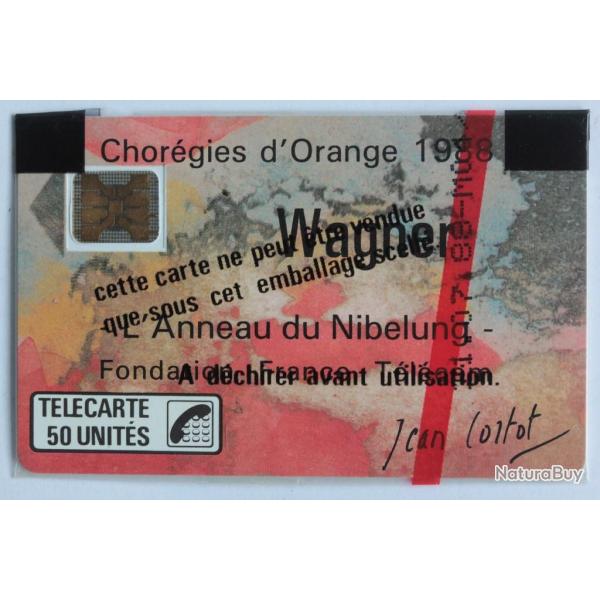 Chorégies d'Orange 1988
Wagner
cette carte ne peut être vendue
que sous cet emballage scellé.
- L'Anneau du Nibelung -
Fondation France Télécom
A déchirer avant utilisation.
TELECARTE
50 UNITÉS
Jean Cortot
NaturaBuy